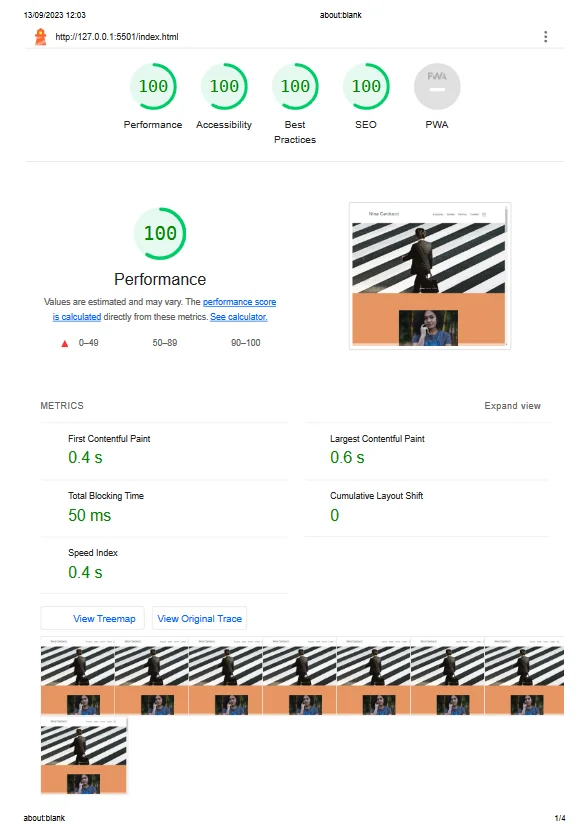 13/09/2023 12:03
about:blank
http://127.0.0.1:5501/index.html
100
100
100
100
PWA
Performance
Accessibility
Best
Practices
SEO
PWA
100
Performance
Values are estimated and may vary. The performance score
is calculated directly from these metrics. See calculator.
0–49
50–89
90–100
Nina Carducci
METRICS
Expand view
First Contentful Paint
0.4 s
Largest Contentful Paint
0.6 s
Total Blocking Time
50 ms
Cumulative Layout Shift
0
Speed Index
0.4 s
View Treemap
View Original Trace
about:blank
1/4